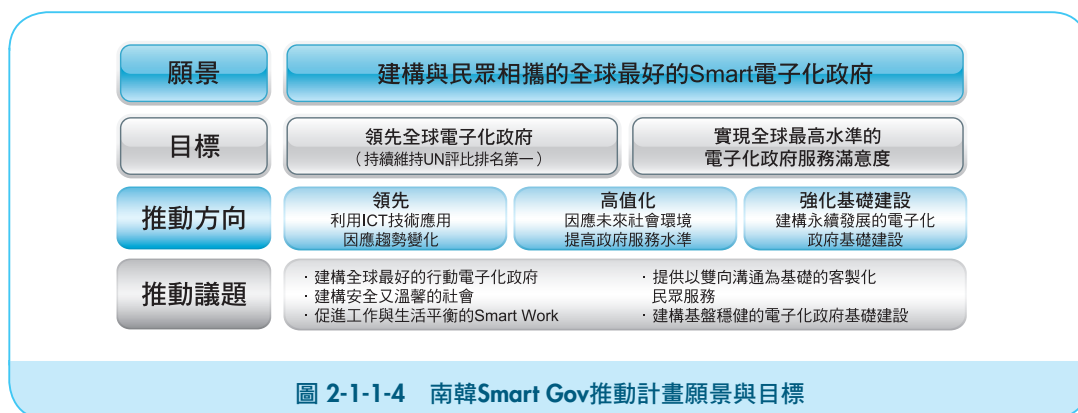 願景
建構與民眾相攜的全球最好的Smart電子化政府
目標
領先全球電子化政府
（持續維持UN評比排名第一）
實現全球最高水準的
電子化政府服務滿意度
推動方向
領先
利用ICT技術應用
因應趨勢變化
高值化
因應未來社會環境
提高政府服務水準
強化基礎建設
建構永續發展的電子化
政府基礎建設
推動議題
· 建構全球最好的行動電子化政府
· 建構安全又溫馨的社會
· 促進工作與生活平衡的Smart Work
· 提供以雙向溝通為基礎的客製化
民眾服務
· 建構基盤穩健的電子化政府基礎建設
圖 2-1-1-4 南韓Smart Gov推動計畫願景與目標